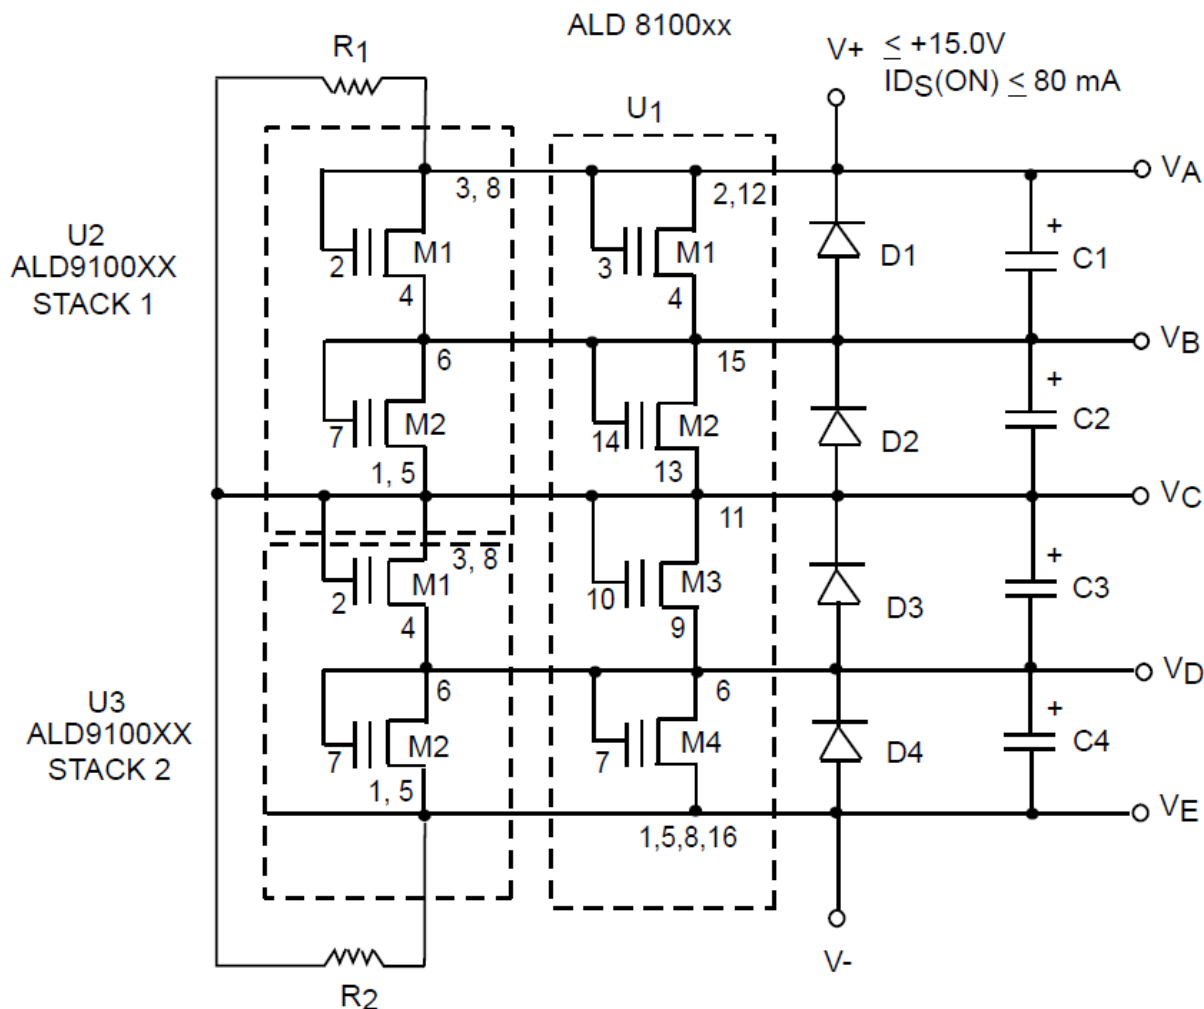 ALD 8100xx
R1
V+ ≤ +15.0V
IDS(ON) ≤ 80 mA
U1
VA
3, 8
2,12
U2
ALD9100XX
STACK 1
2
M1
4
3
M1
4
D1
+
C1
VB
6
15
7
M2
1, 5
14
M2
13
D2
+
C2
VC
11
3, 8
2
M1
4
10
M3
9
D3
+
C3
VD
6
6
U3
ALD9100XX
STACK 2
7
M2
1, 5
7
M4
D4
+
C4
VE
1,5,8,16
V-
R2